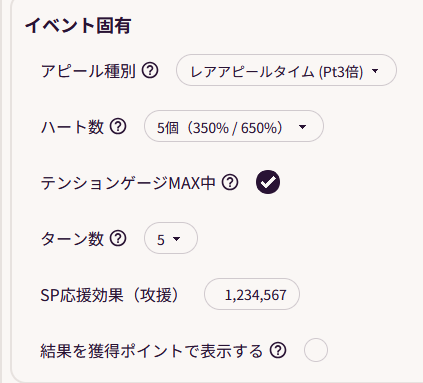 イベント固有
アピール種別 レアアピールタイム (Pt3倍)
ハート数 5個（350% / 650%）
テンションゲージMAX中
ターン数 5
SP応援効果（攻援） 1,234,567
結果を獲得ポイントで表示する